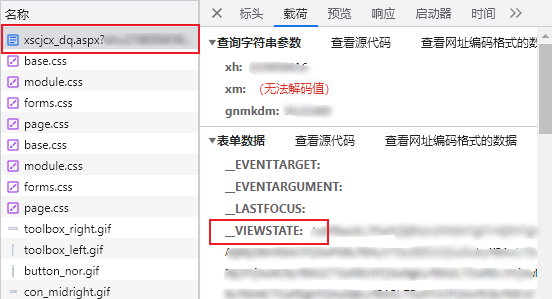 名称
xscjcx_dq.aspx?
base.css
module.css
forms.css
page.css
base.css
module.css
forms.css
page.css
toolbox_right.gif
toolbox_left.gif
button_nor.gif
con_midright.gif
× 标头 载荷 预览 响应 启动器 时间
▼查询字符串参数 查看源代码 查看网址编码格式的数
xh:
xm: (无法解码值)
gnmkdm:
▼表单数据 查看源代码 查看网址编码格式的数据
__EVENTTARGET:
__EVENTARGUMENT:
__LASTFOCUS:
__VIEWSTATE: